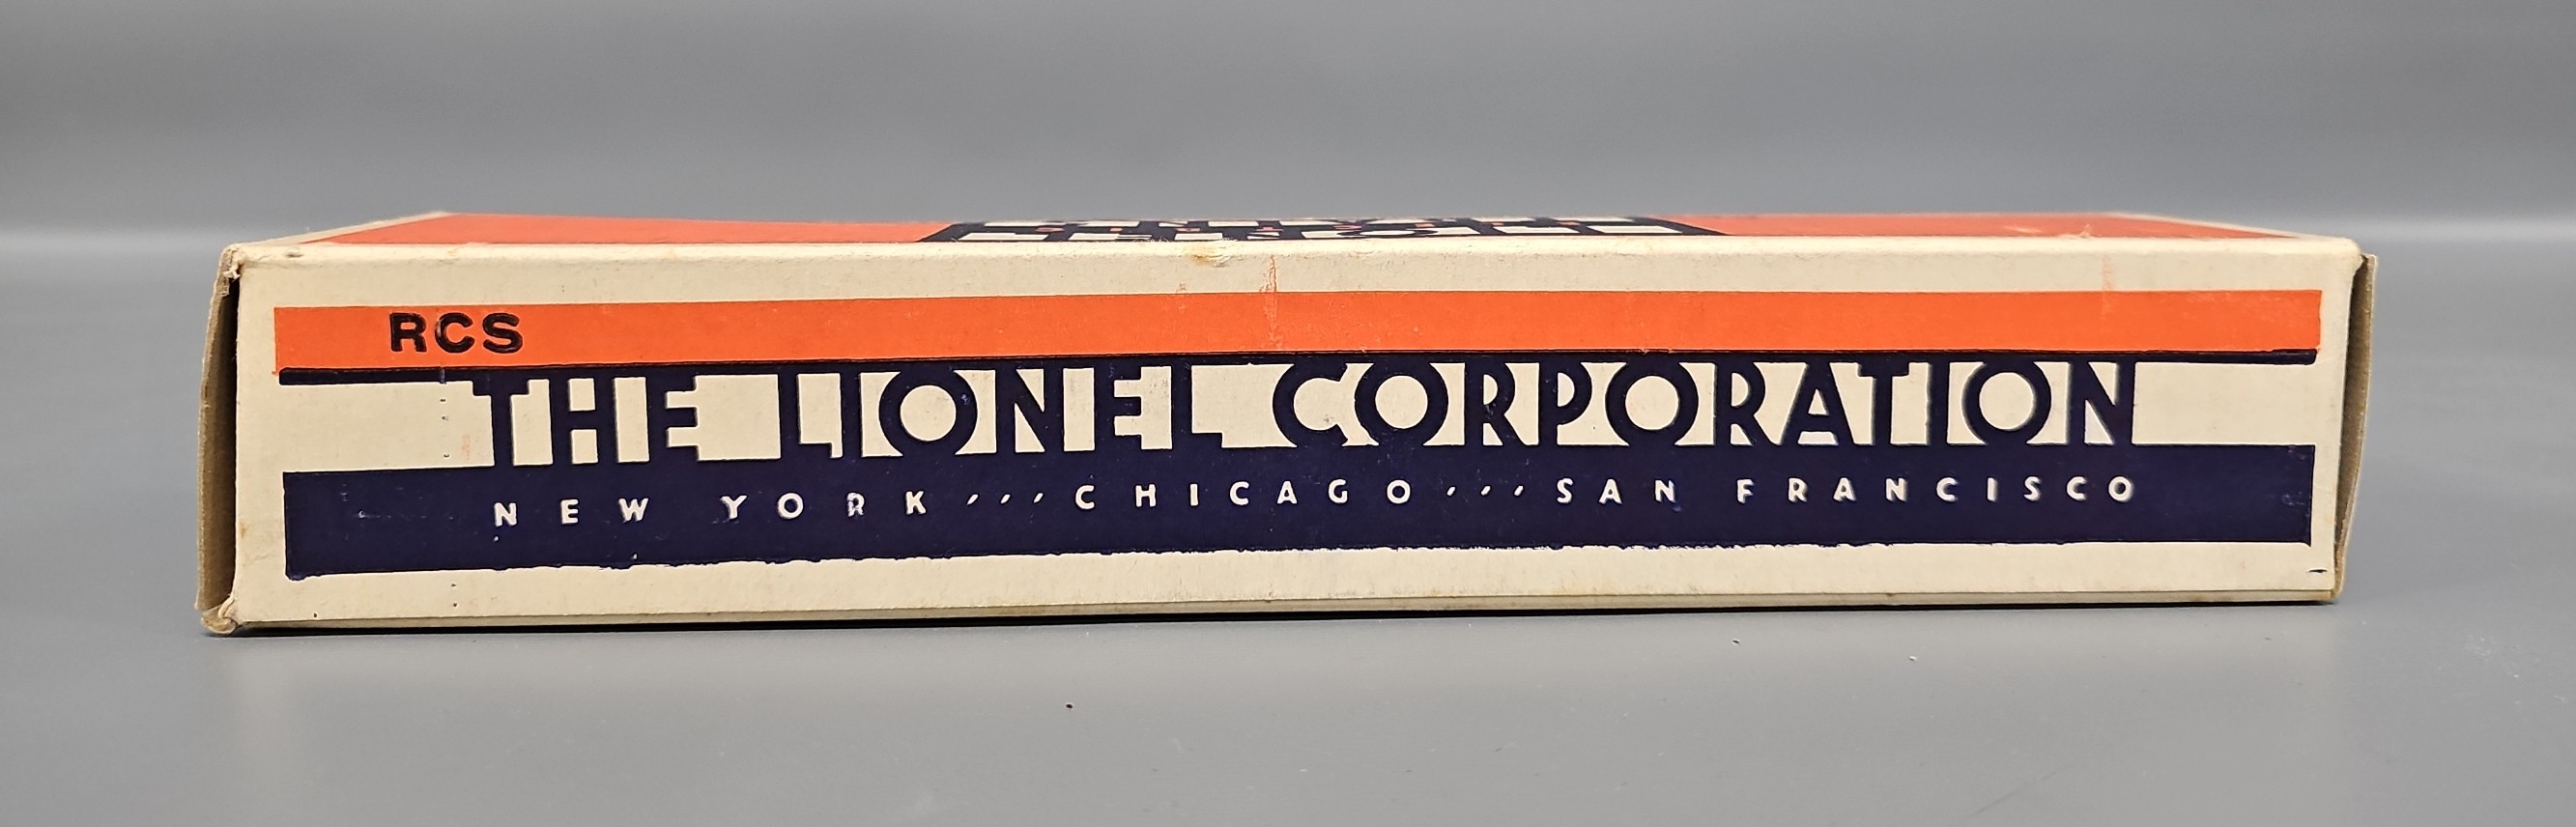 RCS
THE LIONEL CORPORATION
NEW YORK ,,, CHICAGO ,,, SAN FRANCISCO